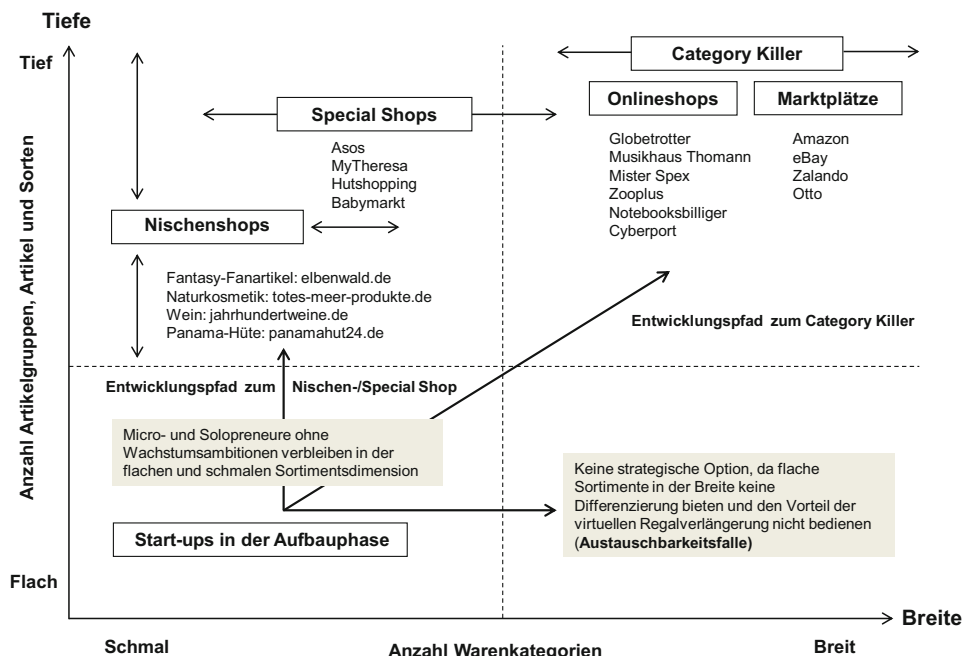 Tiefe
Tief
Anzahl Artikelgruppen, Artikel und Sorten
Flach
Category Killer
Onlineshops
Globetrotter
Musikhaus Thomann
Mister Spex
Zooplus
Notebooksbilliger
Cyberport
Marktplätze
Amazon
eBay
Zalando
Otto
Special Shops
Asos
MyTheresa
Hutshopping
Babymarkt
Nischenshops
Fantasy-Fanartikel: elbenwald.de
Naturkosmetik: totes-meer-produkte.de
Wein: jahrhundertweine.de
Panama-Hüte: panamahut24.de
Entwicklungspfad zum Category Killer
Entwicklungspfad zum Nischen-/Special Shop
Micro- und Solopreneure ohne
Wachstumsambitionen verbleiben in der
flachen und schmalen Sortimentsdimension
Keine strategische Option, da flache
Sortimente in der Breite keine
Differenzierung bieten und den Vorteil der
virtuellen Regalverlängerung nicht bedienen
(Austauschbarkeitsfalle)
Start-ups in der Aufbauphase
Breite
Schmal
Anzahl Warenkategorien
Breit